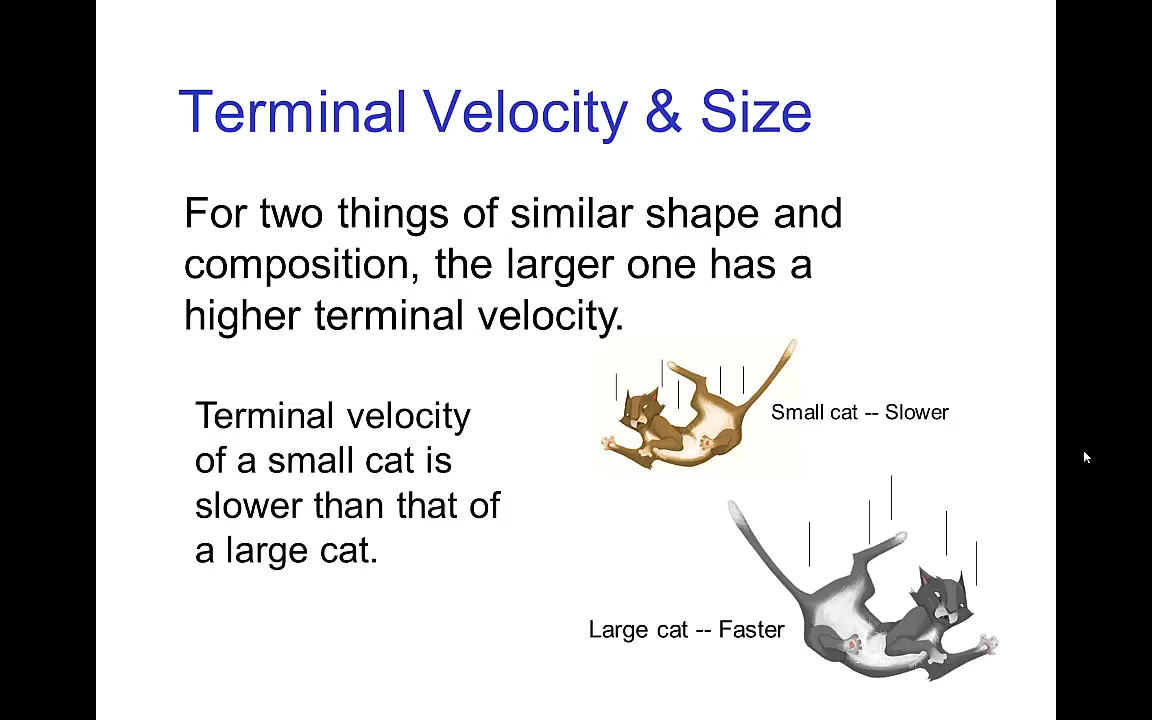 Terminal Velocity & Size
For two things of similar shape and
composition, the larger one has a
higher terminal velocity.
Terminal velocity
of a small cat is
slower than that of
a large cat.
Small cat -- Slower
Large cat -- Faster